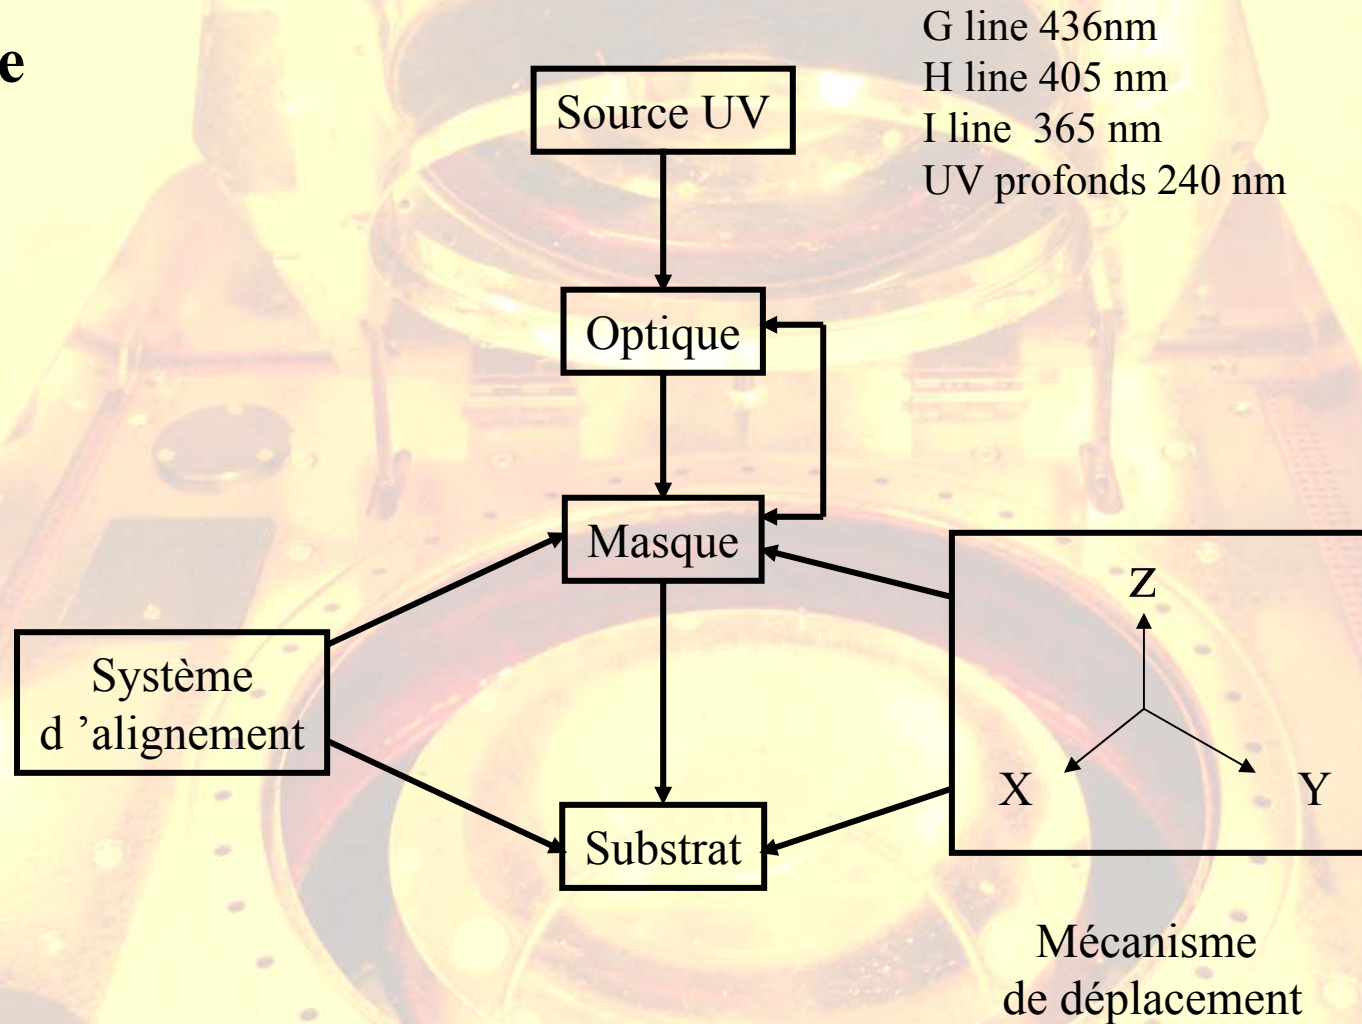 e
G line 436nm
H line 405 nm
I line  365 nm
UV profonds 240 nm
Source UV
Optique
Masque
Système
d ’alignement
Z
X
Y
Substrat
Mécanisme
de déplacement